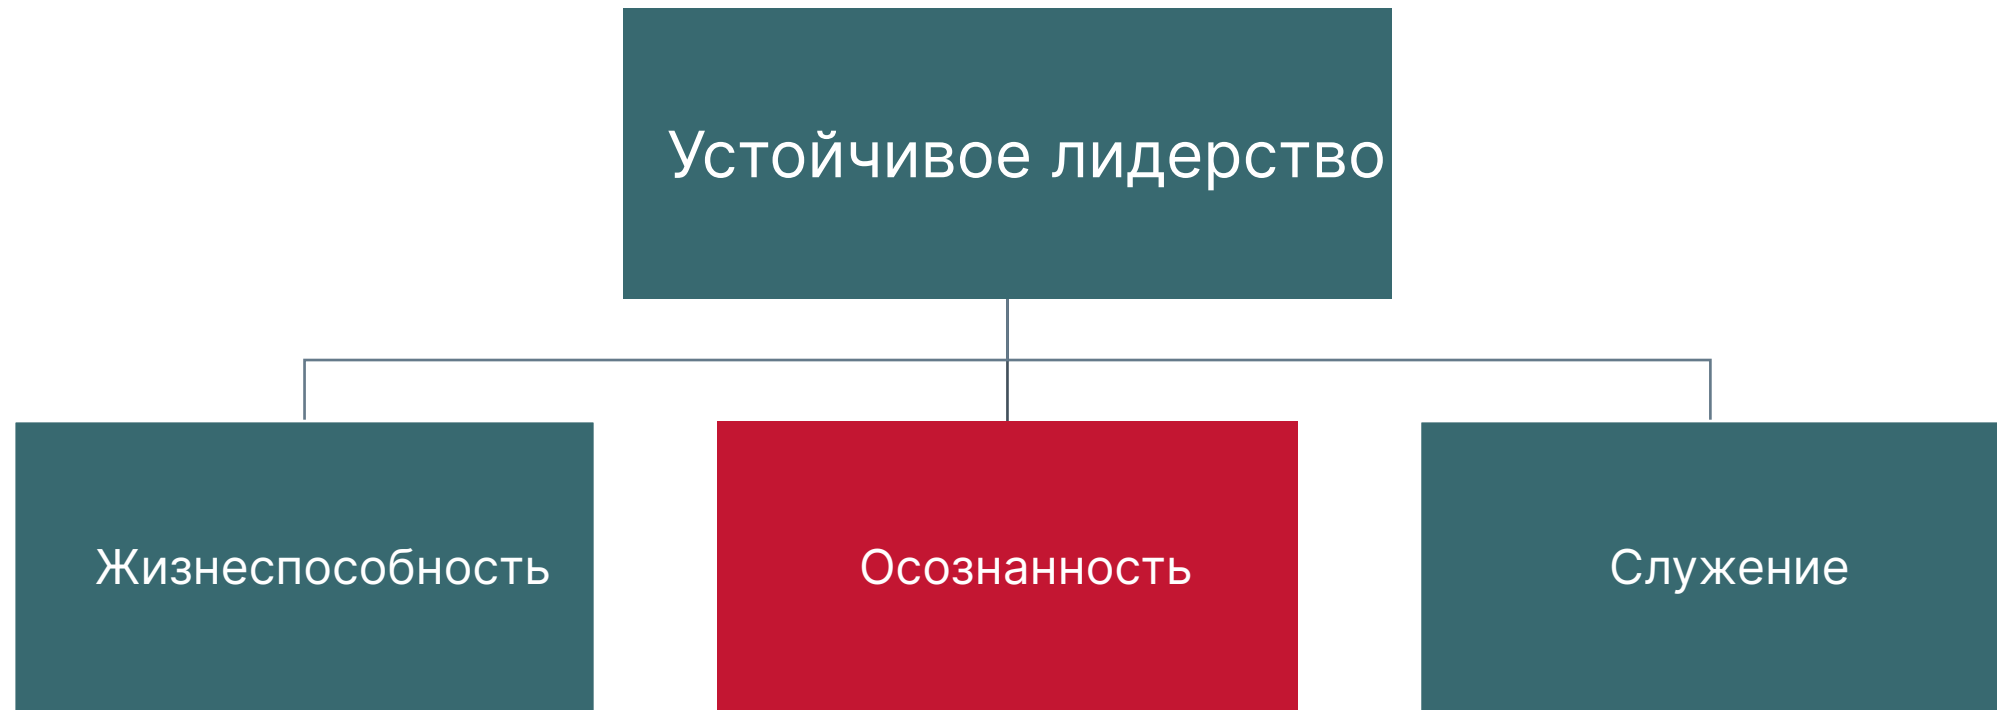 Устойчивое лидерство
Жизнеспособность
Осознанность
Служение